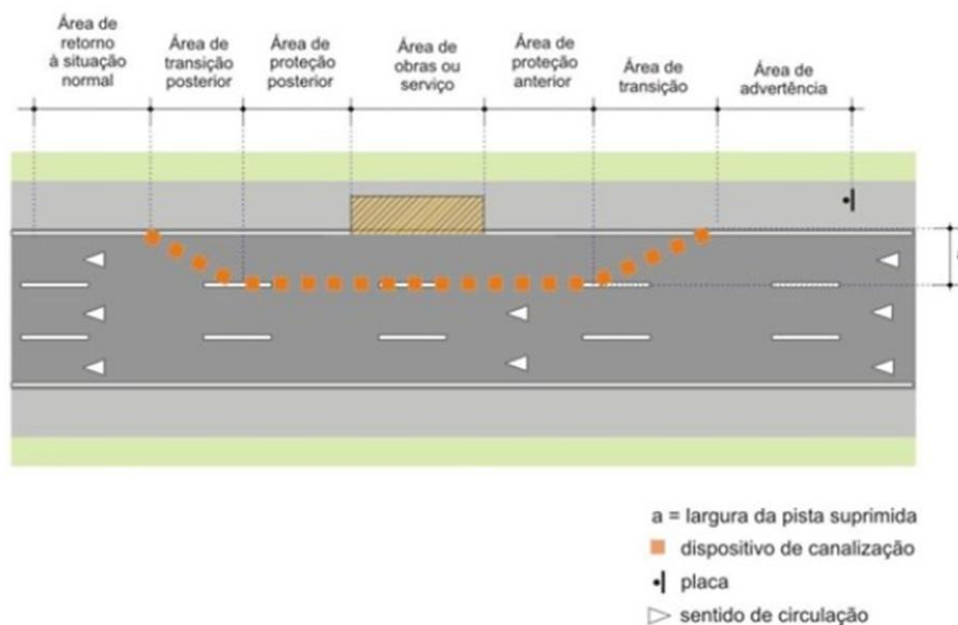 Área de
retorno
à situação
normal
Área de
transição
posterior
Área de
proteção
posterior
Área de
obras ou
serviço
Área de
proteção
anterior
Área de
transição
Área de
advertência
a = largura da pista suprimida
dispositivo de canalização
placa
sentido de circulação